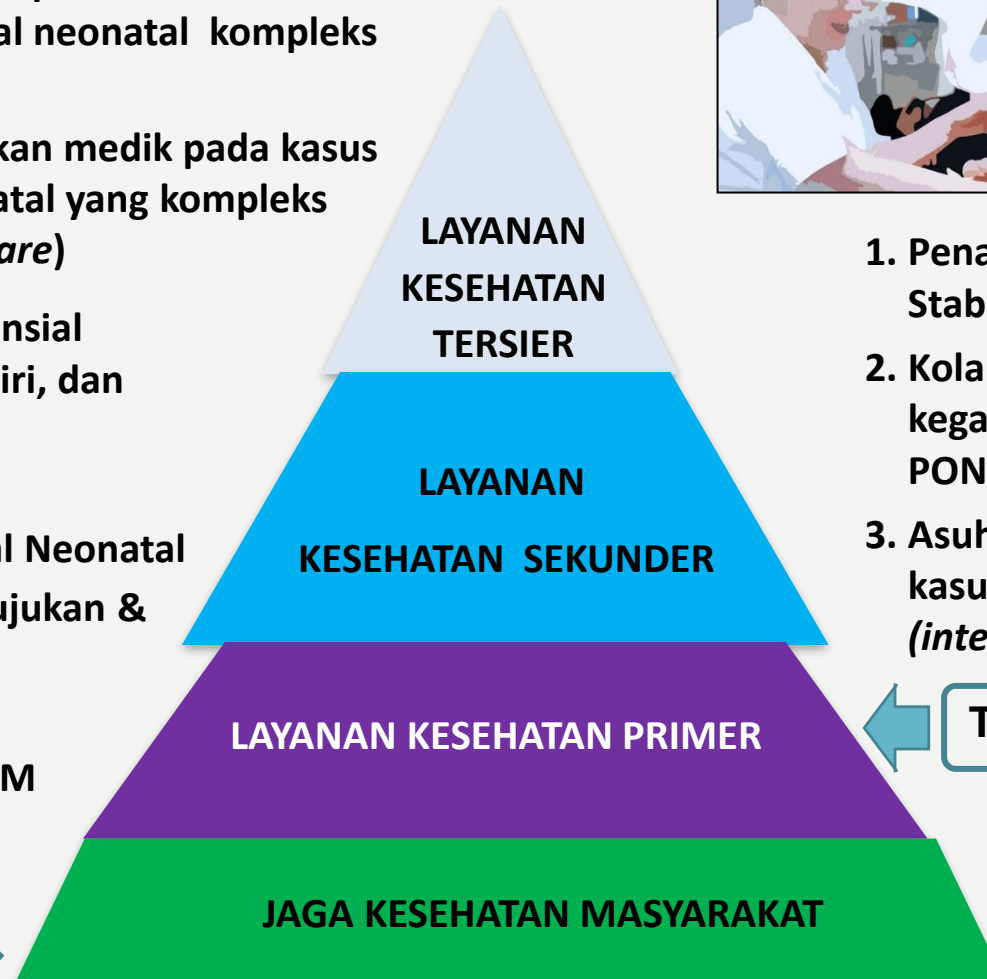 al neonatal kompleks
kan medik pada kasus
atal yang kompleks
are)
nsial
iri, dan
al Neonatal
ujukan &
M
LAYANAN
KESEHATAN
TERSIER
LAYANAN
KESEHATAN SEKUNDER
LAYANAN KESEHATAN PRIMER
JAGA KESEHATAN MASYARAKAT
1. Pena
Stab
2. Kola
kega
PON
3. Asuh
kasu
(inte
T